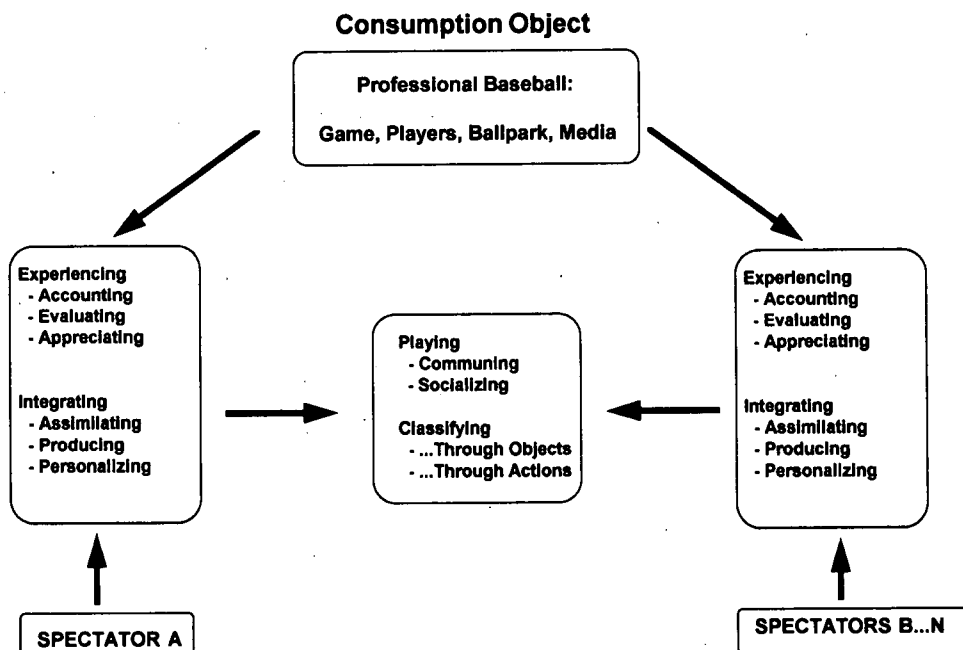 Consumption Object
Professional Baseball:
Game, Players, Ballpark, Media
Experiencing
- Accounting
- Evaluating
- Appreciating
Integrating
- Assimilating
- Producing
- Personalizing
Playing
- Communing
- Socializing
Classifying
- ...Through Objects
- ...Through Actions
Experiencing
- Accounting
- Evaluating
- Appreciating
Integrating
- Assimilating
- Producing
- Personalizing
SPECTATOR A
SPECTATORS B...N